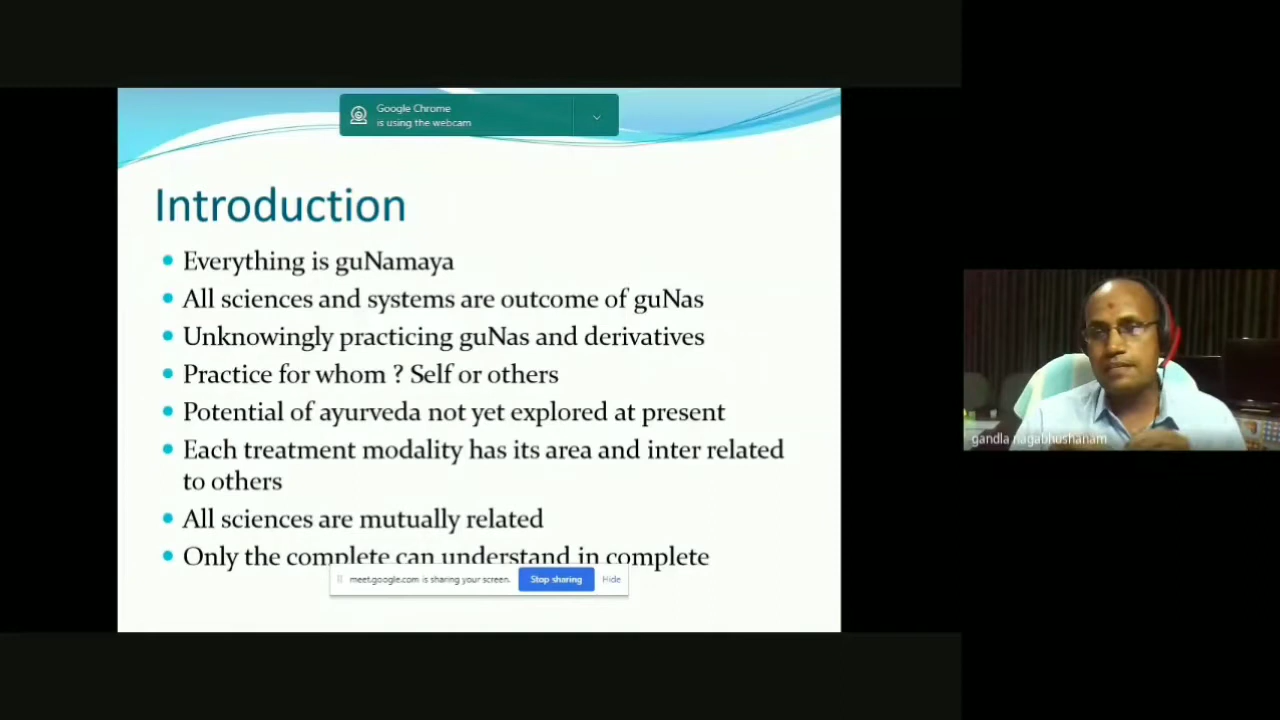 Google Chrome
is using the webcam
Introduction
Everything is guNamaya
All sciences and systems are outcome of guNas
Unknowingly practicing guNas and derivatives
Practice for whom ? Self or others
Potential of ayurveda not yet explored at present
Each treatment modality has its area and inter related
to others
All sciences are mutually related
Only the complete can understand in complete
meet.google.com is sharing your screen.
Stop sharing
Hide
gandla nagabhushanam